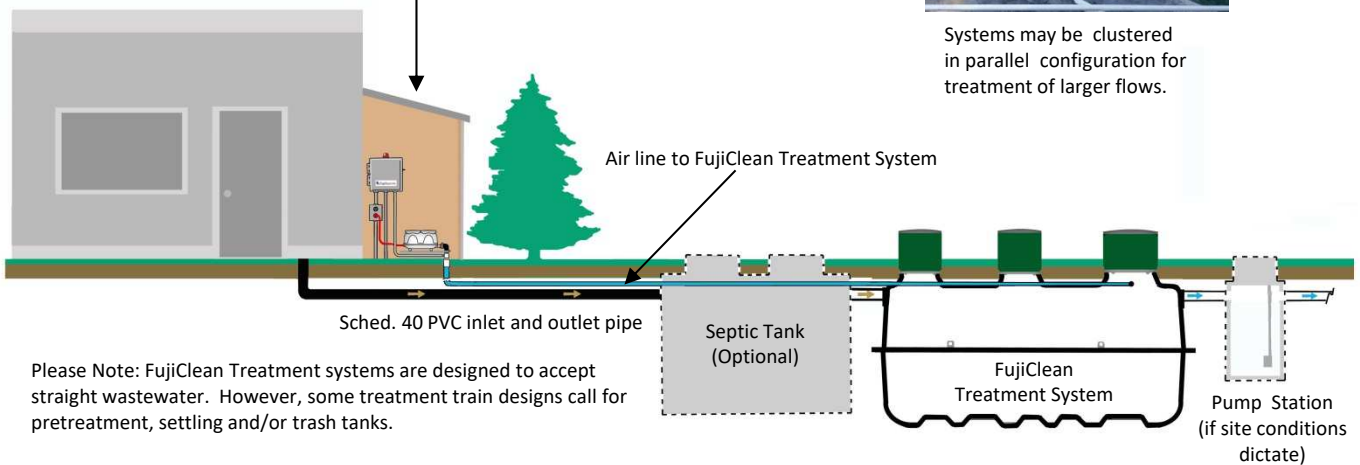 Systems may be clustered
in parallel configuration for
treatment of larger flows.
Air line to FujiClean Treatment System
Sched. 40 PVC inlet and outlet pipe
Septic Tank
(Optional)
FujiClean
Treatment System
Pump Station
(if site conditions
dictate)
Please Note: FujiClean Treatment systems are designed to accept
straight wastewater. However, some treatment train designs call for
pretreatment, settling and/or trash tanks.